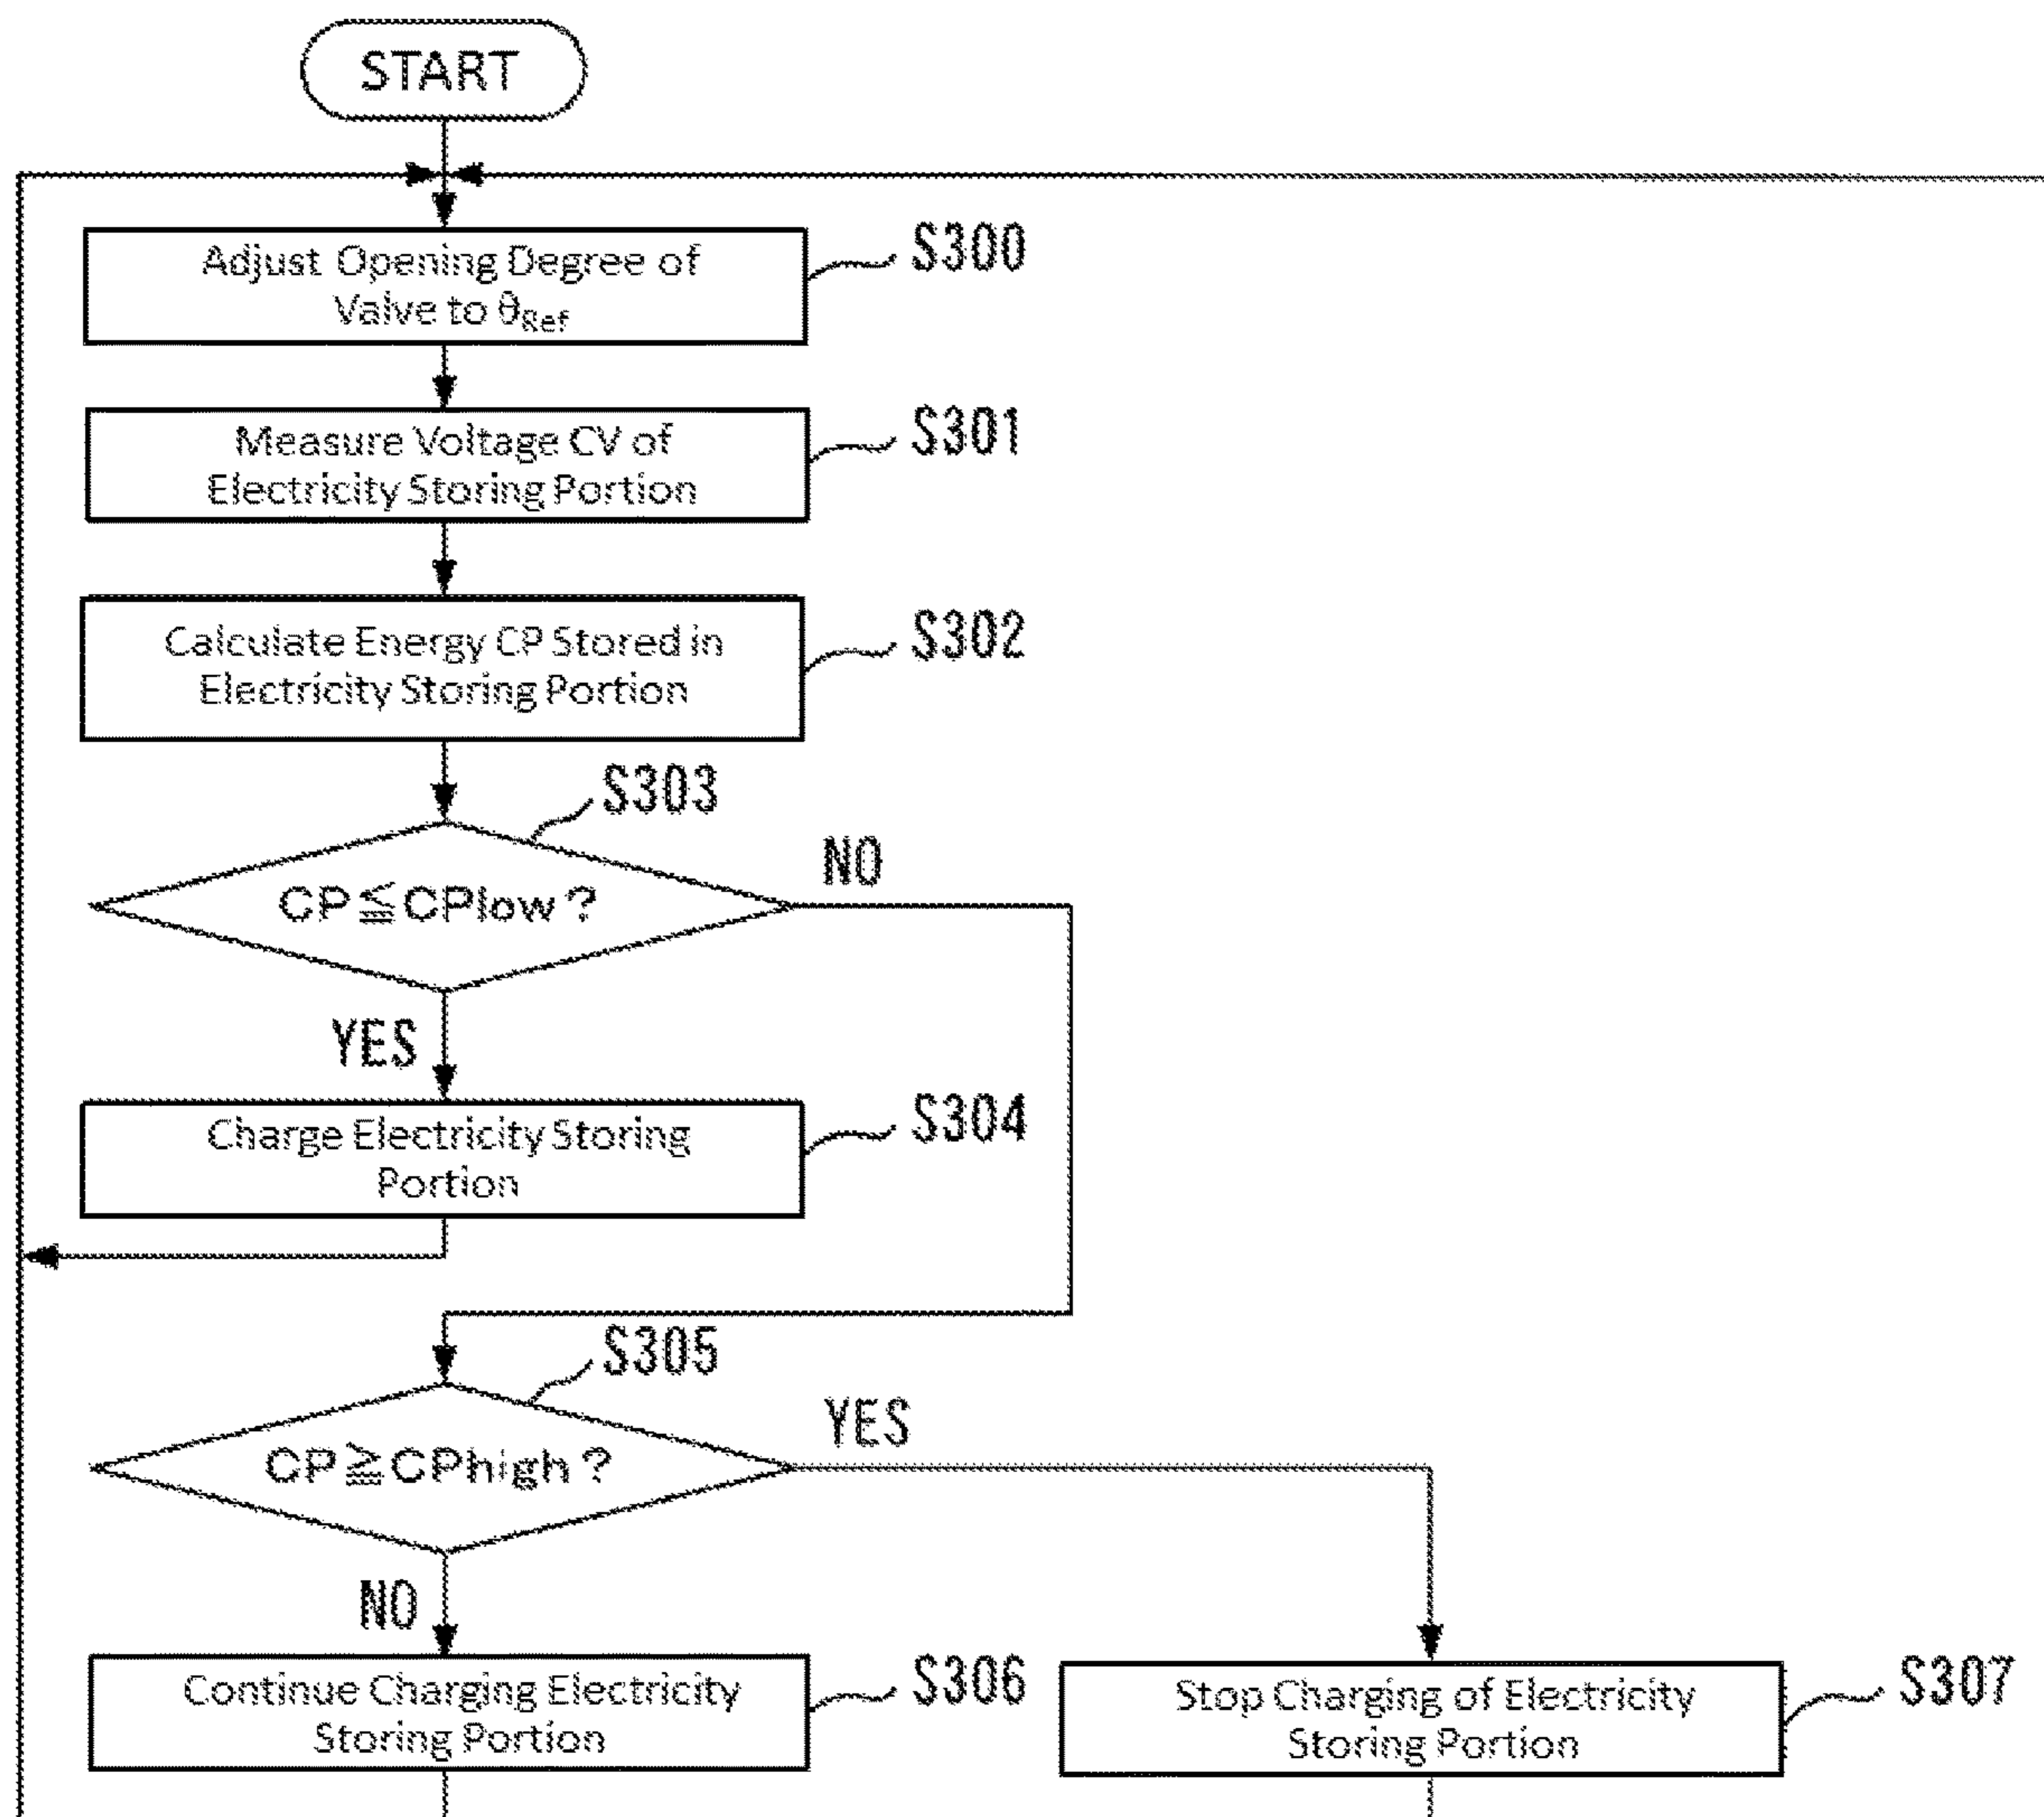 START
Adjust Opening Degree of
Valve to θRef
S300
Measure Voltage CV of
Electricity Storing Portion
S301
Calculate Energy CP Stored in
Electricity Storing Portion
S302
S303
CP≦CPlow?
NO
YES
Charge Electricity Storing
Portion
S304
S305
CP≧CPhigh?
YES
NO
Continue Charging Electricity
Storing Portion
S306
Stop Charging of Electricity
Storing Portion
S307